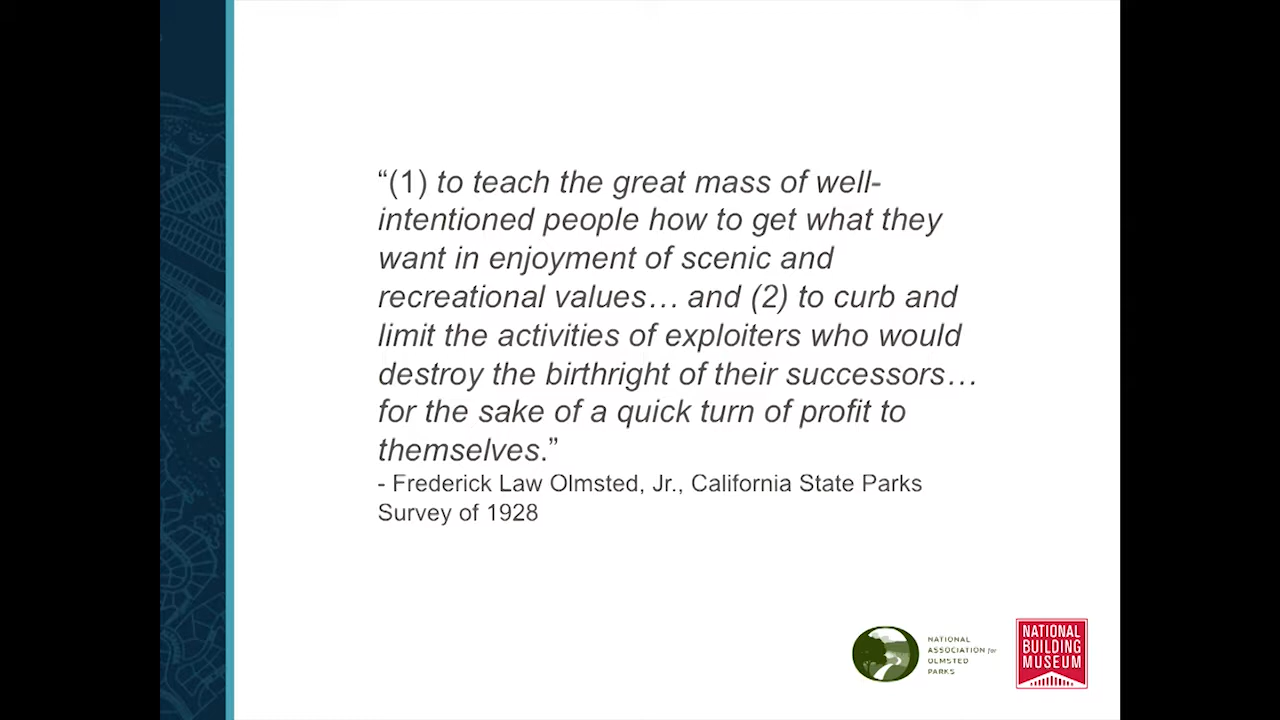 “(1) to teach the great mass of well-
intentioned people how to get what they
want in enjoyment of scenic and
recreational values… and (2) to curb and
limit the activities of exploiters who would
destroy the birthright of their successors…
for the sake of a quick turn of profit to
themselves.”
- Frederick Law Olmsted, Jr., California State Parks
Survey of 1928
NATIONAL
ASSOCIATION for
OLMSTED
PARKS
NATIONAL
BUILDING
MUSEUM